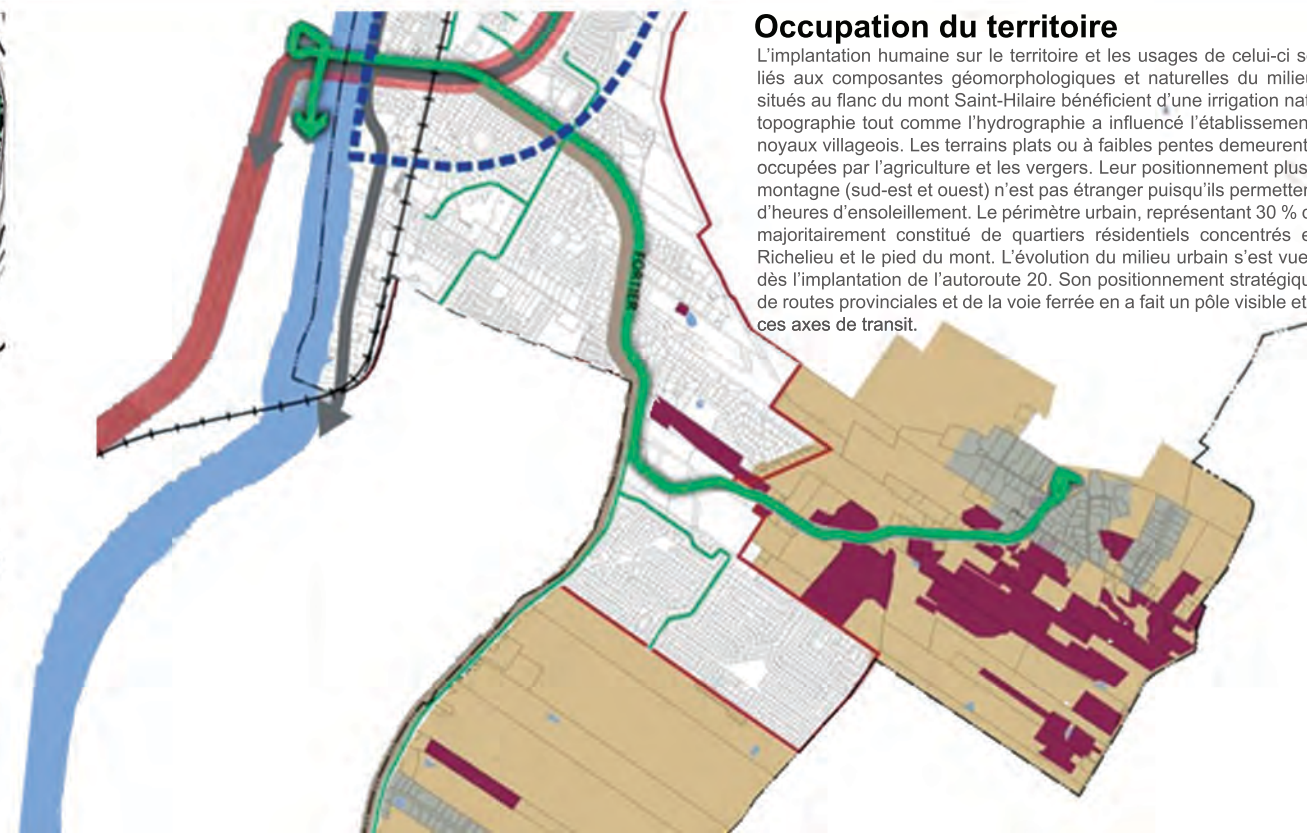 Occupation du territoire
L’implantation humaine sur le territoire et les usages de celui-ci s
liés aux composantes géomorphologiques et naturelles du milieu
situés au flanc du mont Saint-Hilaire bénéficient d’une irrigation nat
topographie tout comme l’hydrographie a influencé l’établissemen
noyaux villageois. Les terrains plats ou à faibles pentes demeurent
occupées par l’agriculture et les vergers. Leur positionnement plus
montagne (sud-est et ouest) n’est pas étranger puisqu’ils permetter
d’heures d’ensoleillement. Le périmètre urbain, représentant 30 % d
majoritairement constitué de quartiers résidentiels concentrés e
Richelieu et le pied du mont. L’évolution du milieu urbain s’est vue
dès l’implantation de l’autoroute 20. Son positionnement stratégiqu
de routes provinciales et de la voie ferrée en a fait un pôle visible et
ces axes de transit.
FORTIER